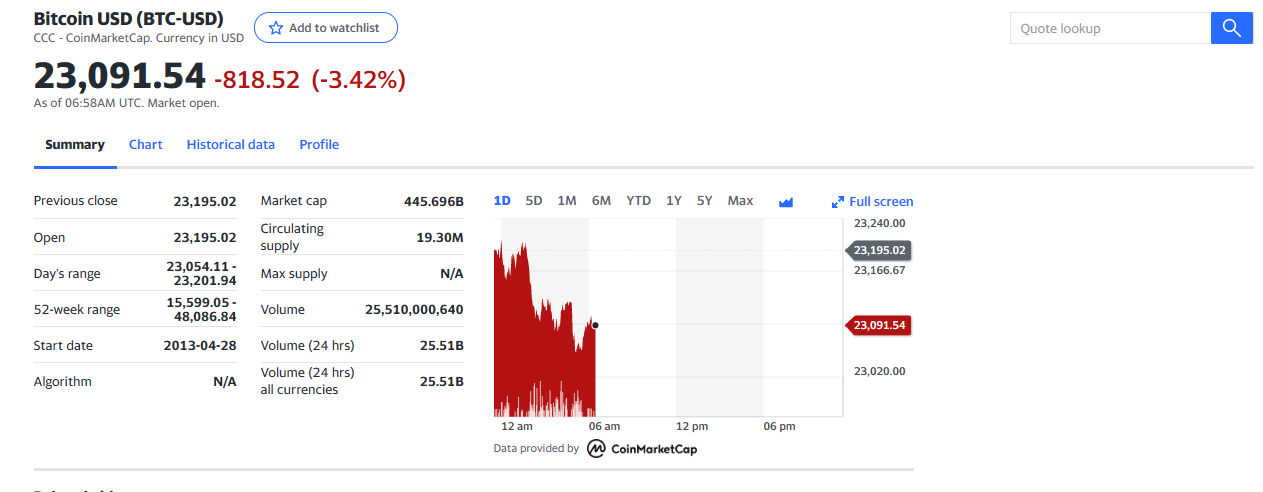 Bitcoin USD (BTC-USD)
Add to watchlist
CCC - CoinMarketCap. Currency in USD
Quote lookup
23,091.54 -818.52 (-3.42%)
As of 06:58AM UTC. Market open.
Summary Chart Historical data Profile
Previous close 23,195.02
Open 23,195.02
Day's range 23,054.11 -
23,201.94
52-week range 15,599.05 -
48,086.84
Start date 2013-04-28
Algorithm N/A
Market cap 445.696B
Circulating
supply 19.30M
Max supply N/A
Volume 25,510,000,640
Volume (24 hrs) 25.51B
Volume (24 hrs)
all currencies 25.51B
1D 5D 1M 6M YTD 1Y 5Y Max Full screen
23,240.00
23,195.02
23,166.67
23,091.54
23,020.00
12 am 06 am 12 pm 06 pm
Data provided by CoinMarketCap